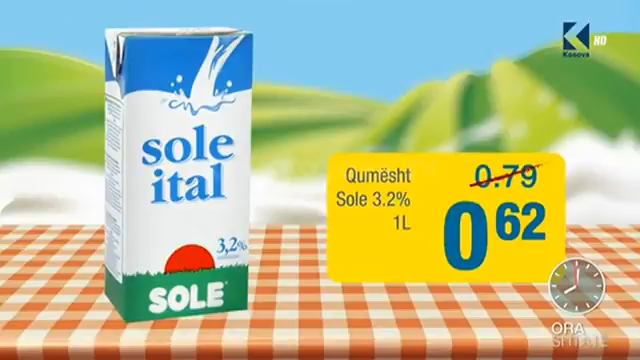 Kosova
HD
sole
ital
3,2%
SOLE
Qumësht
Sole 3.2%
1L
0.79
0 62
ORA